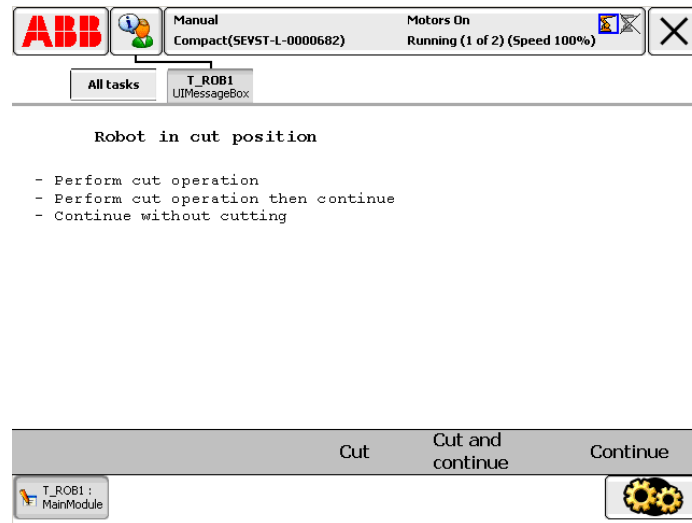 ABB
Manual
Compact(SEVST-L-0000682)
Motors On
Running (1 of 2) (Speed 100%)
All tasks
T_ROB1
UIMessageBox
Robot in cut position
- Perform cut operation
- Perform cut operation then continue
- Continue without cutting
Cut
Cut and
continue
Continue
T_ROB1 :
MainModule